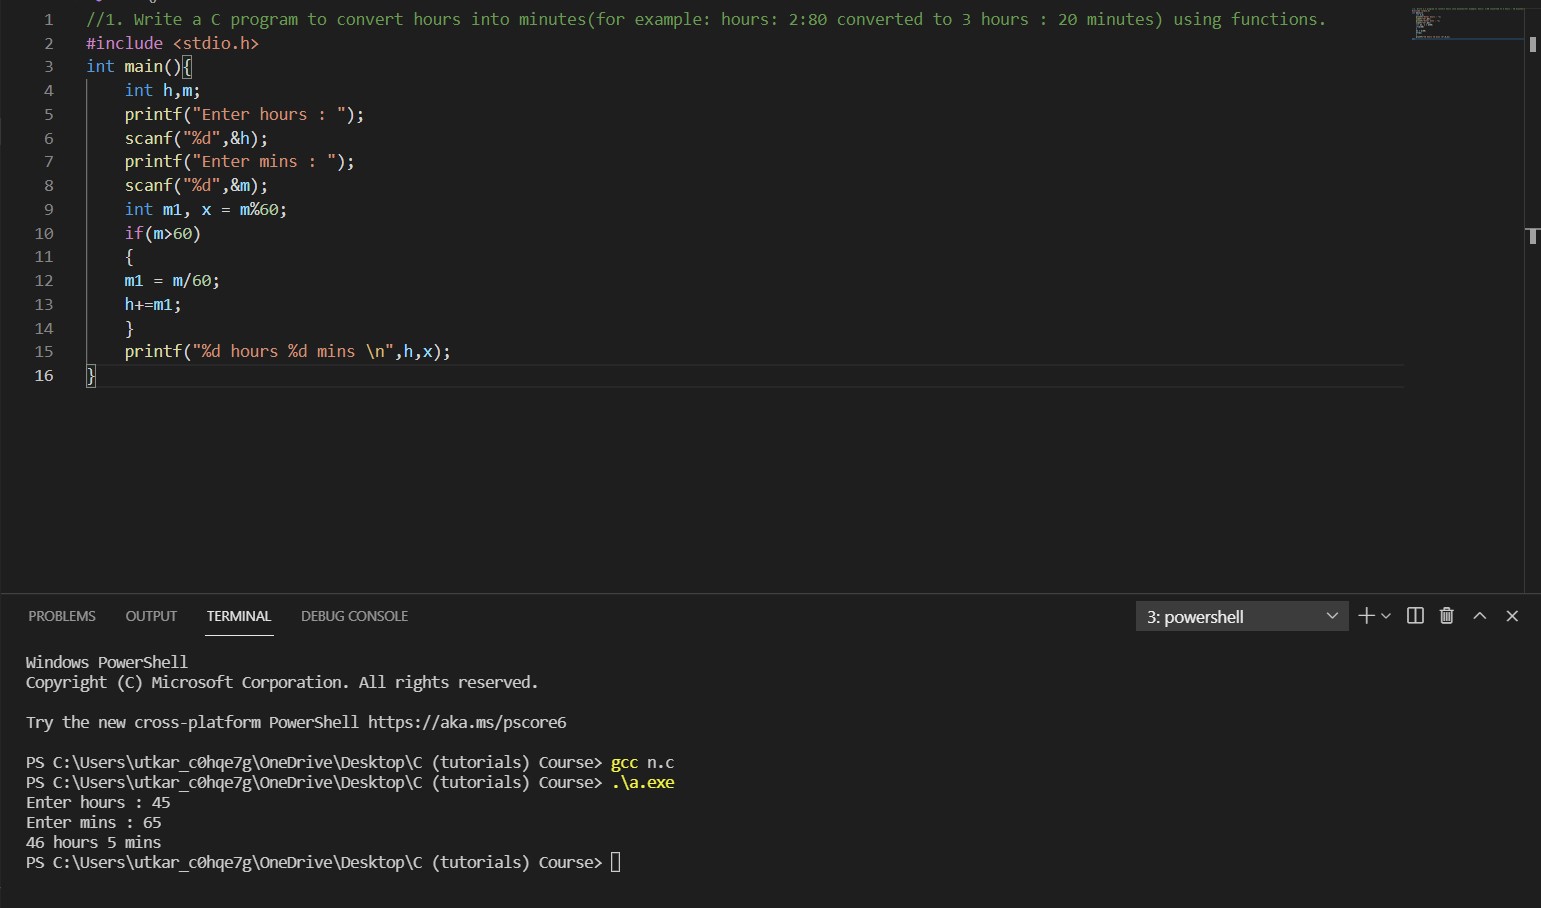 1 //1. Write a C program to convert hours into minutes(for example: hours: 2:80 converted to 3 hours : 20 minutes) using functions.
2 #include <stdio.h>
3 int main(){
4     int h,m;
5     printf("Enter hours : ");
6     scanf("%d",&h);
7     printf("Enter mins : ");
8     scanf("%d",&m);
9     int m1, x = m%60;
10     if(m>60)
11     {
12     m1 = m/60;
13     h+=m1;
14     }
15     printf("%d hours %d mins \n",h,x);
16 }
PROBLEMS OUTPUT TERMINAL DEBUG CONSOLE 3: powershell
Windows PowerShell
Copyright (C) Microsoft Corporation. All rights reserved.
Try the new cross-platform PowerShell https://aka.ms/pscore6
PS C:\Users\utkar_c0hqe7g\OneDrive\Desktop\C (tutorials) Course> gcc n.c
PS C:\Users\utkar_c0hqe7g\OneDrive\Desktop\C (tutorials) Course> .\a.exe
Enter hours : 45
Enter mins : 65
46 hours 5 mins
PS C:\Users\utkar_c0hqe7g\OneDrive\Desktop\C (tutorials) Course>